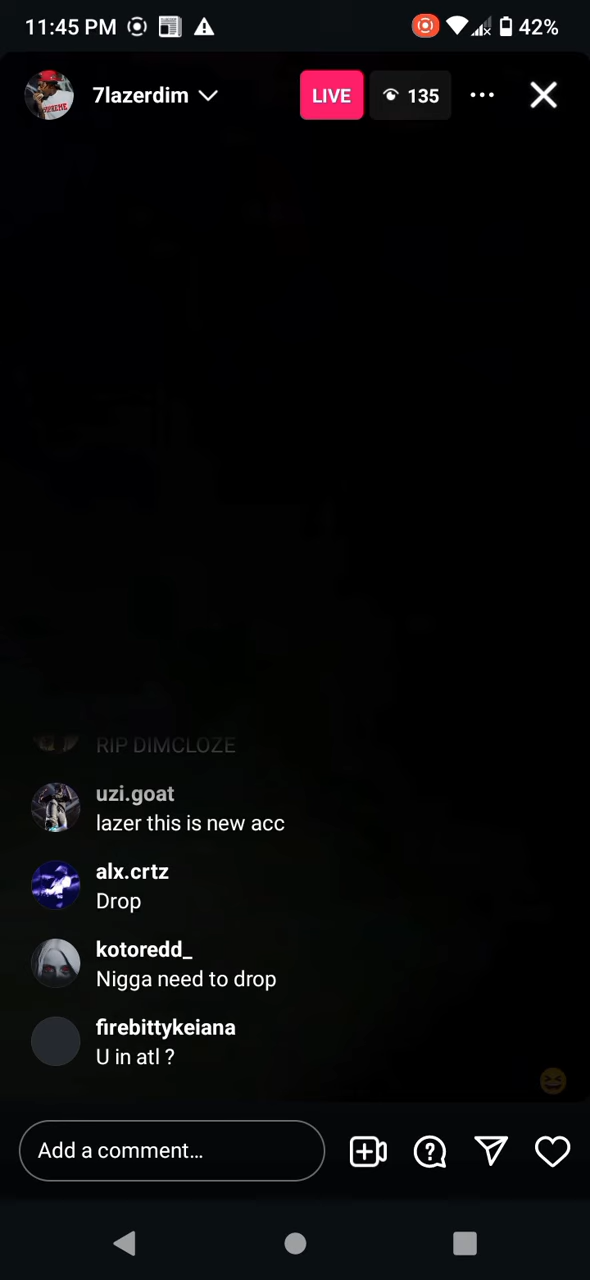 11:45 PM
42%
7lazerdim
LIVE
135
RIP DIMCLOZE
uzi.goat
lazer this is new acc
alx.crtz
Drop
kotoredd_
Nigga need to drop
firebittykeiana
U in atl ?
Add a comment...